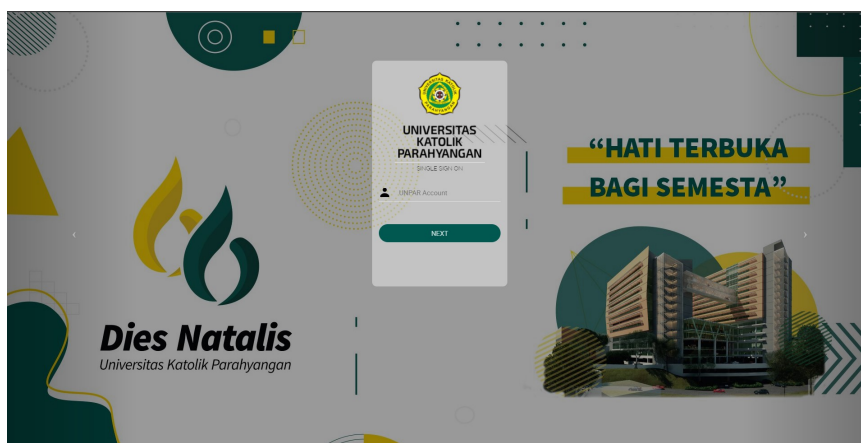 UNIVERSITAS
KATOLIK
PARAHYANGAN
SINGLE SIGN ON
UNPAR Account
NEXT
Dies Natalis
Universitas Katolik Parahyangan
“HATI TERBUKA
BAGI SEMESTA”